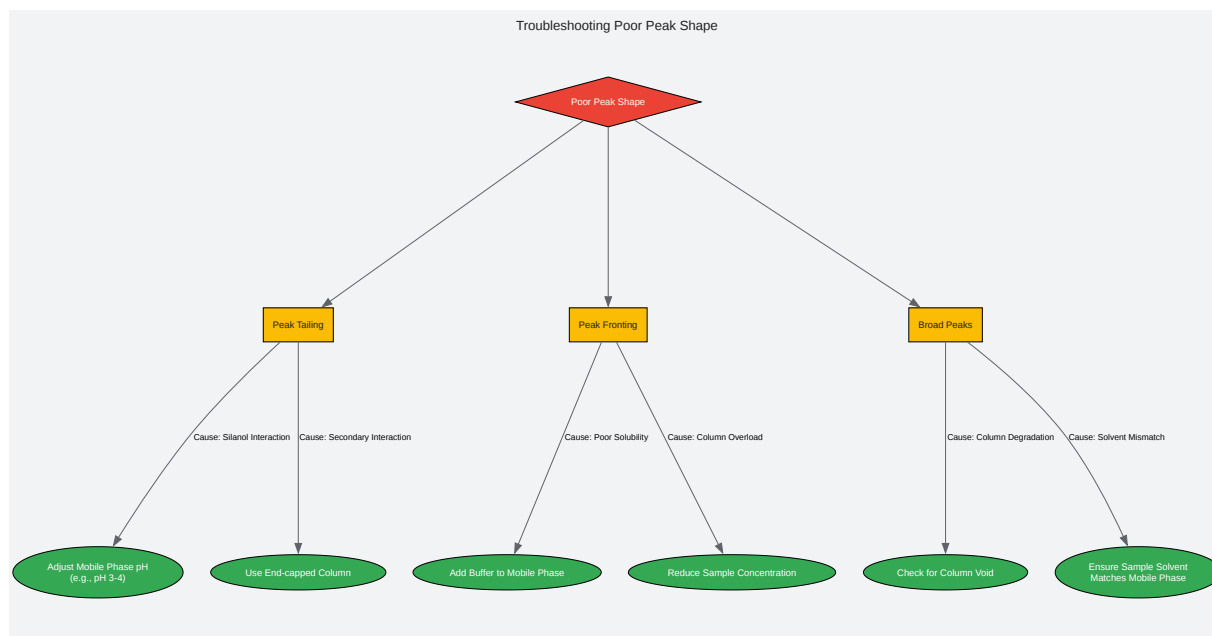 Troubleshooting Poor Peak Shape
Poor Peak Shape
Peak Tailing
Peak Fronting
Broad Peaks
Cause: Silanol Interaction
Cause: Secondary Interaction
Cause: Poor Solubility
Cause: Column Overload
Cause: Column Degradation
Cause: Solvent Mismatch
Adjust Mobile Phase pH
(e.g., pH 3-4)
Use End-capped Column
Add Buffer to Mobile Phase
Reduce Sample Concentration
Check for Column Void
Ensure Sample Solvent
Matches Mobile Phase